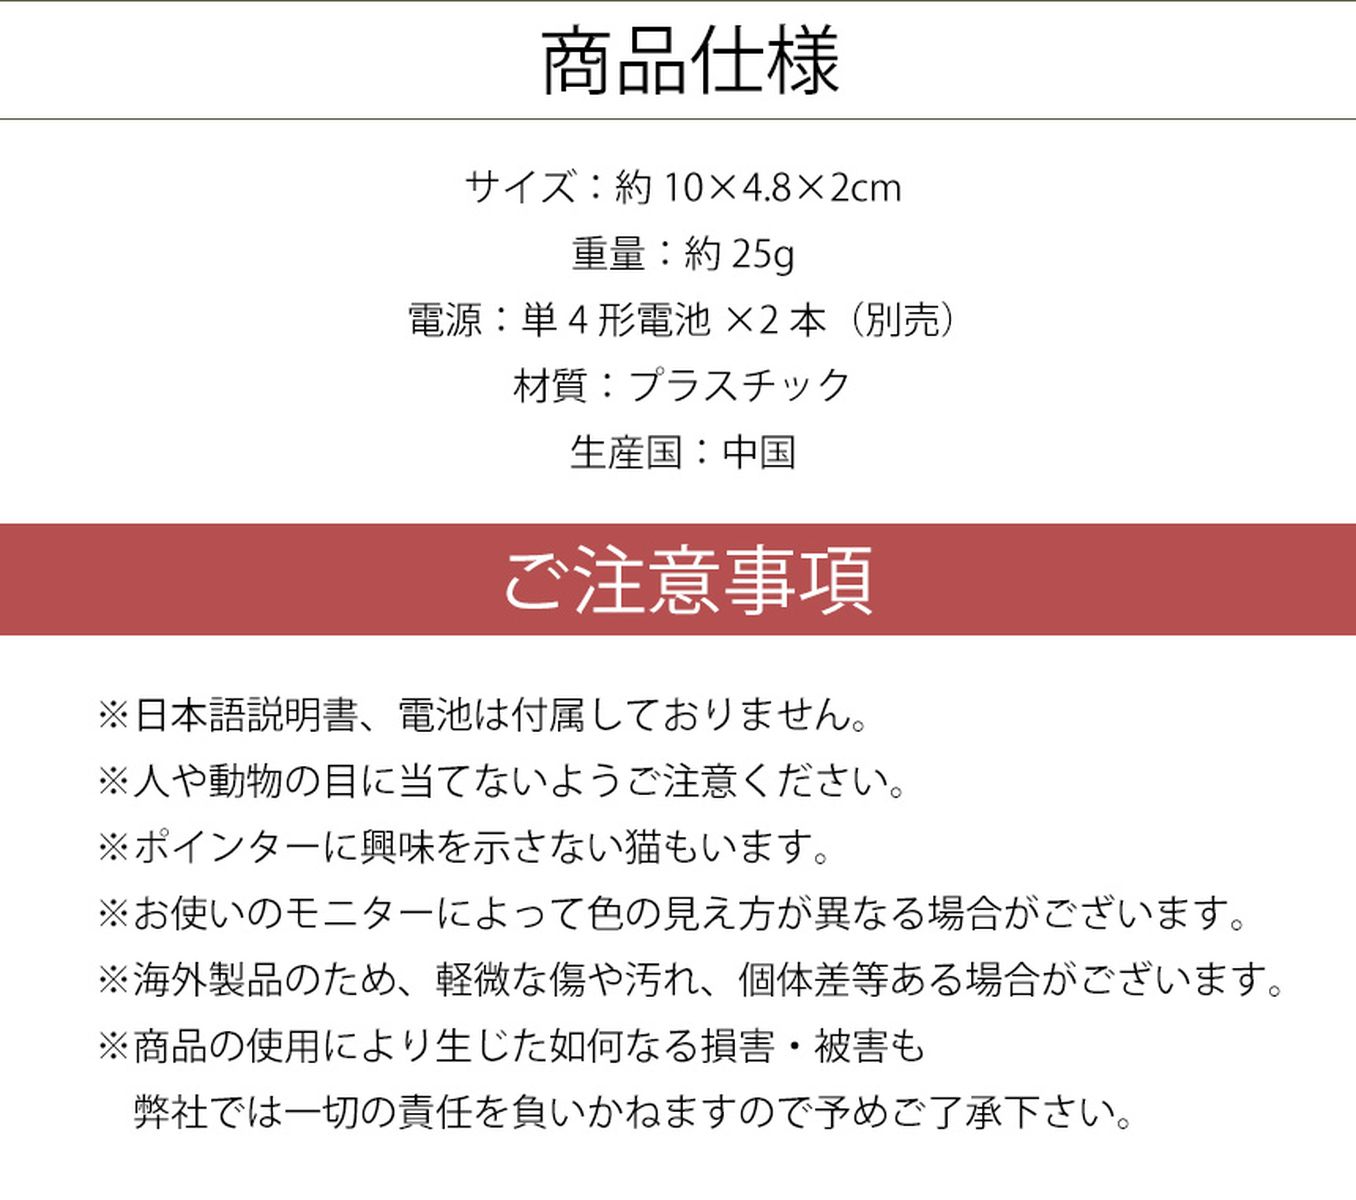 商品仕様
サイズ：約 10×4.8×2cm
重量：約 25g
電源：単 4 形電池 ×2 本（別売）
材質：プラスチック
生産国：中国
ご注意事項
※日本語説明書、電池は付属しておりません。
※人や動物の目に当てないようご注意ください。
※ポインターに興味を示さない猫もいます。
※お使いのモニターによって色の見え方が異なる場合がございます。
※海外製品のため、軽微な傷や汚れ、個体差等ある場合がございます。
※商品の使用により生じた如何なる損害・被害も
弊社では一切の責任を負いかねますので予めご了承下さい。